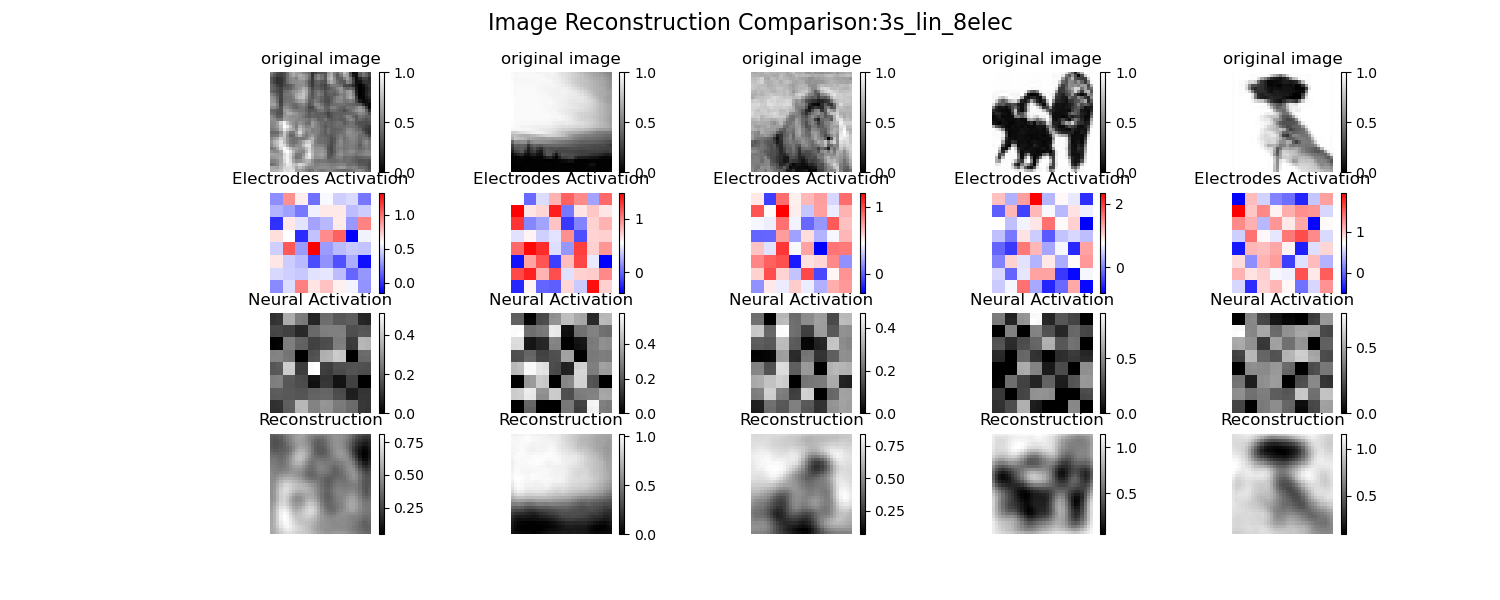 Image Reconstruction Comparison:3s_lin_8elec
original image original image original image original image original image
1.0 1.0 1.0 1.0 1.0
0.5 0.5 0.5 0.5 0.5
0.0 0.0 0.0 0.0 0.0
Electrodes Activation Electrodes Activation Electrodes Activation Electrodes Activation Electrodes Activation
1.0 1 1 2 1
0.5 0 0 0 0
0.0
Neural Activation Neural Activation Neural Activation Neural Activation Neural Activation
0.4 0.4 0.4 0.5 0.5
0.2 0.2 0.2 0.0 0.0
0.0 0.0 0.0
Reconstruction Reconstruction Reconstruction Reconstruction Reconstruction
0.75 1.0 0.75 1.0 1.0
0.50 0.5 0.50 0.5 0.5
0.25 0.0 0.25